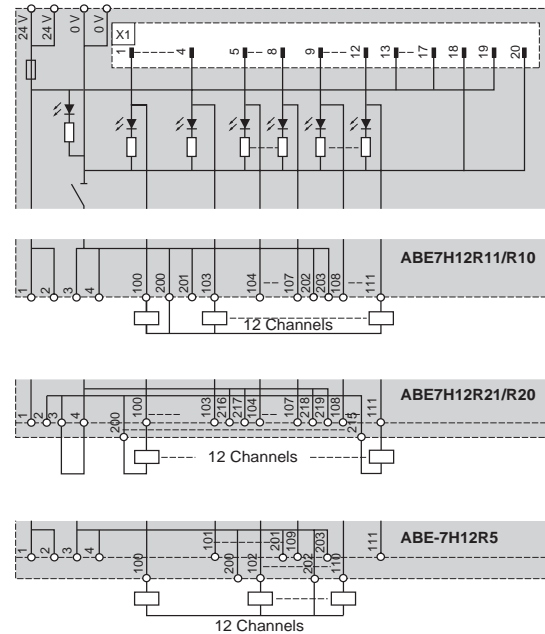 24 V 24 V 0 V 0 V X1
1 4 5 8 9 12 13 17 18 19 20
ABE7H12R11/R10
1 2 3 4 100 200 201 103 104 107 202 203 108 111
12 Channels
ABE7H12R21/R20
1 2 3 4 200 100 103 216 217 104 107 218 219 108 215 111
12 Channels
ABE-7H12R5
1 2 3 4 100 101 200 102 201 109 202 203 110 111
12 Channels